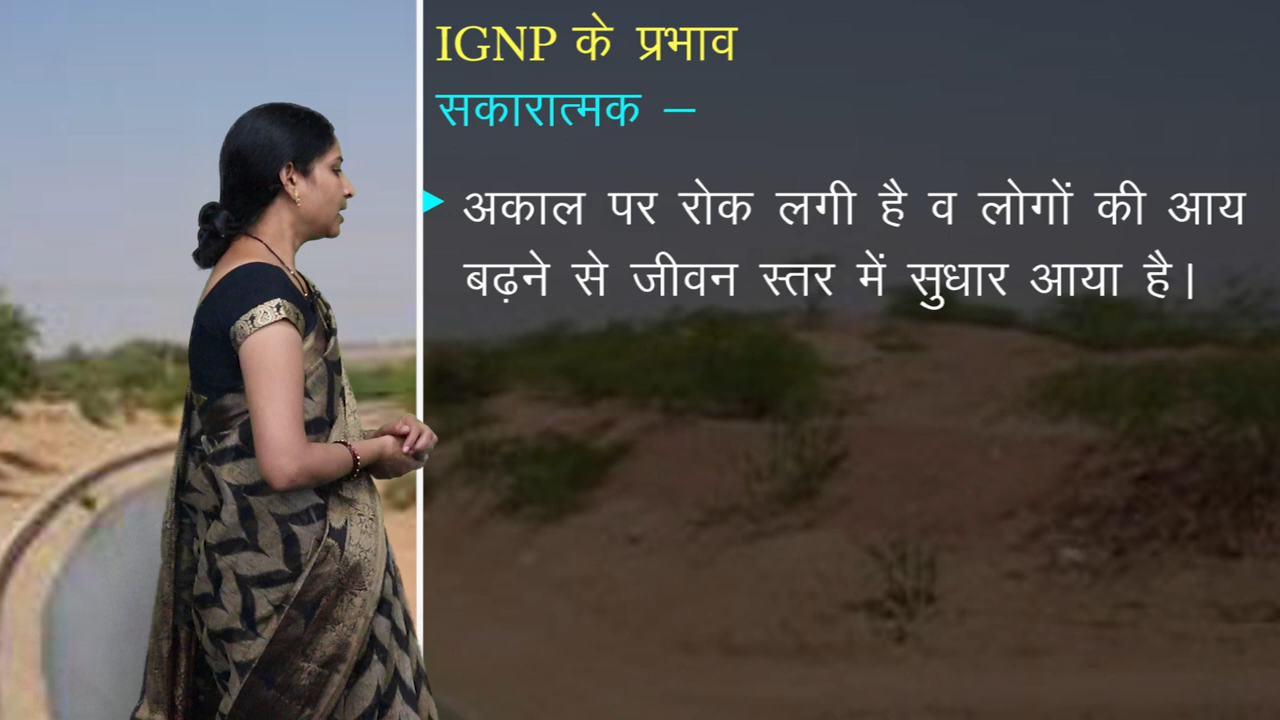 IGNP के प्रभाव
सकारात्मक –
अकाल पर रोक लगी है व लोगों की आय
बढ़ने से जीवन स्तर में सुधार आया है।